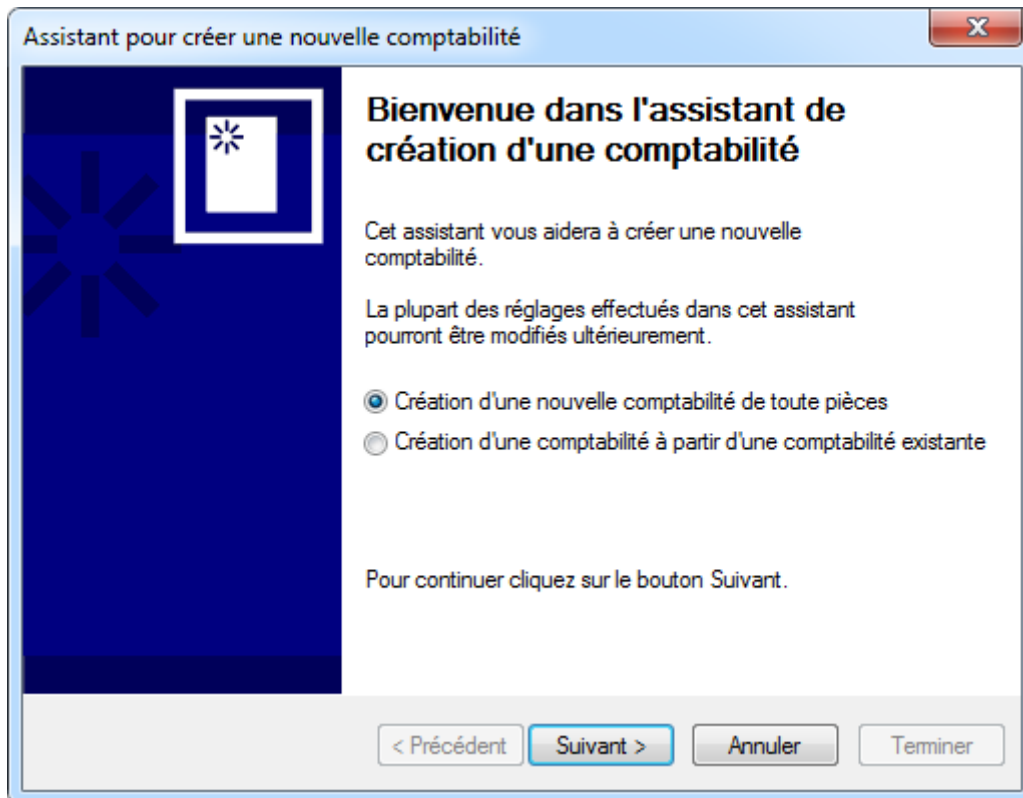 Assistant pour créer une nouvelle comptabilité
Bienvenue dans l'assistant de
création d'une comptabilité
Cet assistant vous aidera à créer une nouvelle
comptabilité.
La plupart des réglages effectués dans cet assistant
pourront être modifiés ultérieurement.
Création d'une nouvelle comptabilité de toute pièces
Création d'une comptabilité à partir d'une comptabilité existante
Pour continuer cliquez sur le bouton Suivant.
< Précédent Suivant > Annuler Terminer